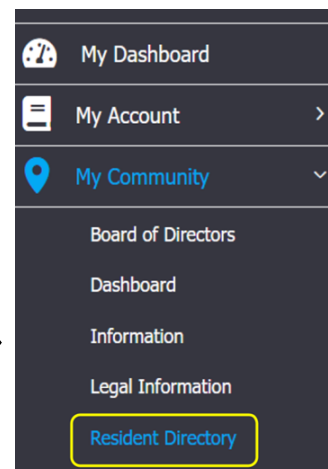 My Dashboard
My Account
My Community
Board of Directors
Dashboard
Information
Legal Information
Resident Directory